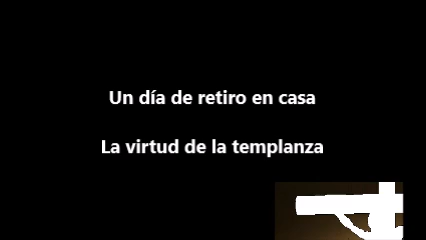 Un día de retiro en casa
La virtud de la templanza